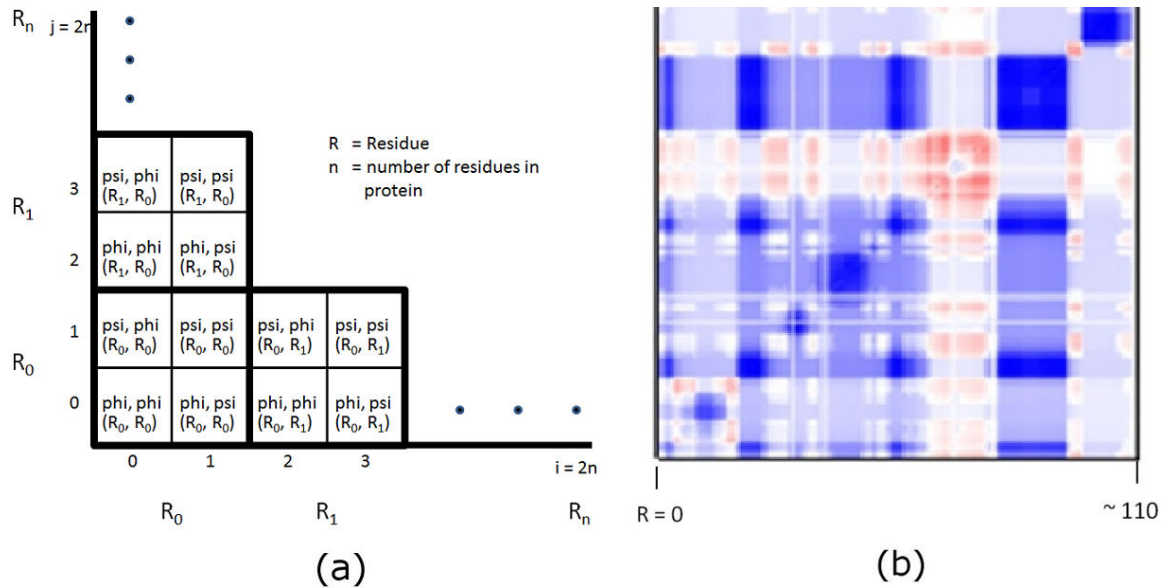 Rn j = 2n
R = Residue
n = number of residues in
protein
3 psi, phi psi, psi
(R1, R0) (R1, R0)
R1
2 phi, phi phi, psi
(R1, R0) (R1, R0)
1 psi, phi psi, psi psi, phi psi, psi
(R0, R0) (R0, R0) (R0, R1) (R0, R1)
R0
0 phi, phi phi, psi phi, phi phi, psi
(R0, R0) (R0, R0) (R0, R1) (R0, R1)
0 1 2 3 i = 2n
R0 R1 Rn
(a)
R = 0 ~ 110
(b)